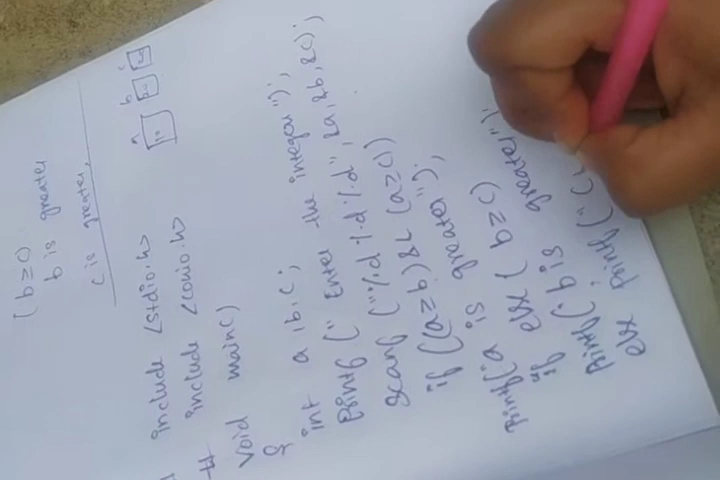 (b≥c)
b is greater
c is greater,
a b c
include <stdio.h>
# include <conio.h>
void main()
{
int a,b,c;
printf (" Enter the integer");
scanf ("%d%d%d", &a,&b,&c);
if ((a≥b)&&(a≥c))
printf("a is greater");
if else ( b≥c)
printf("b is greater");
else printf("c